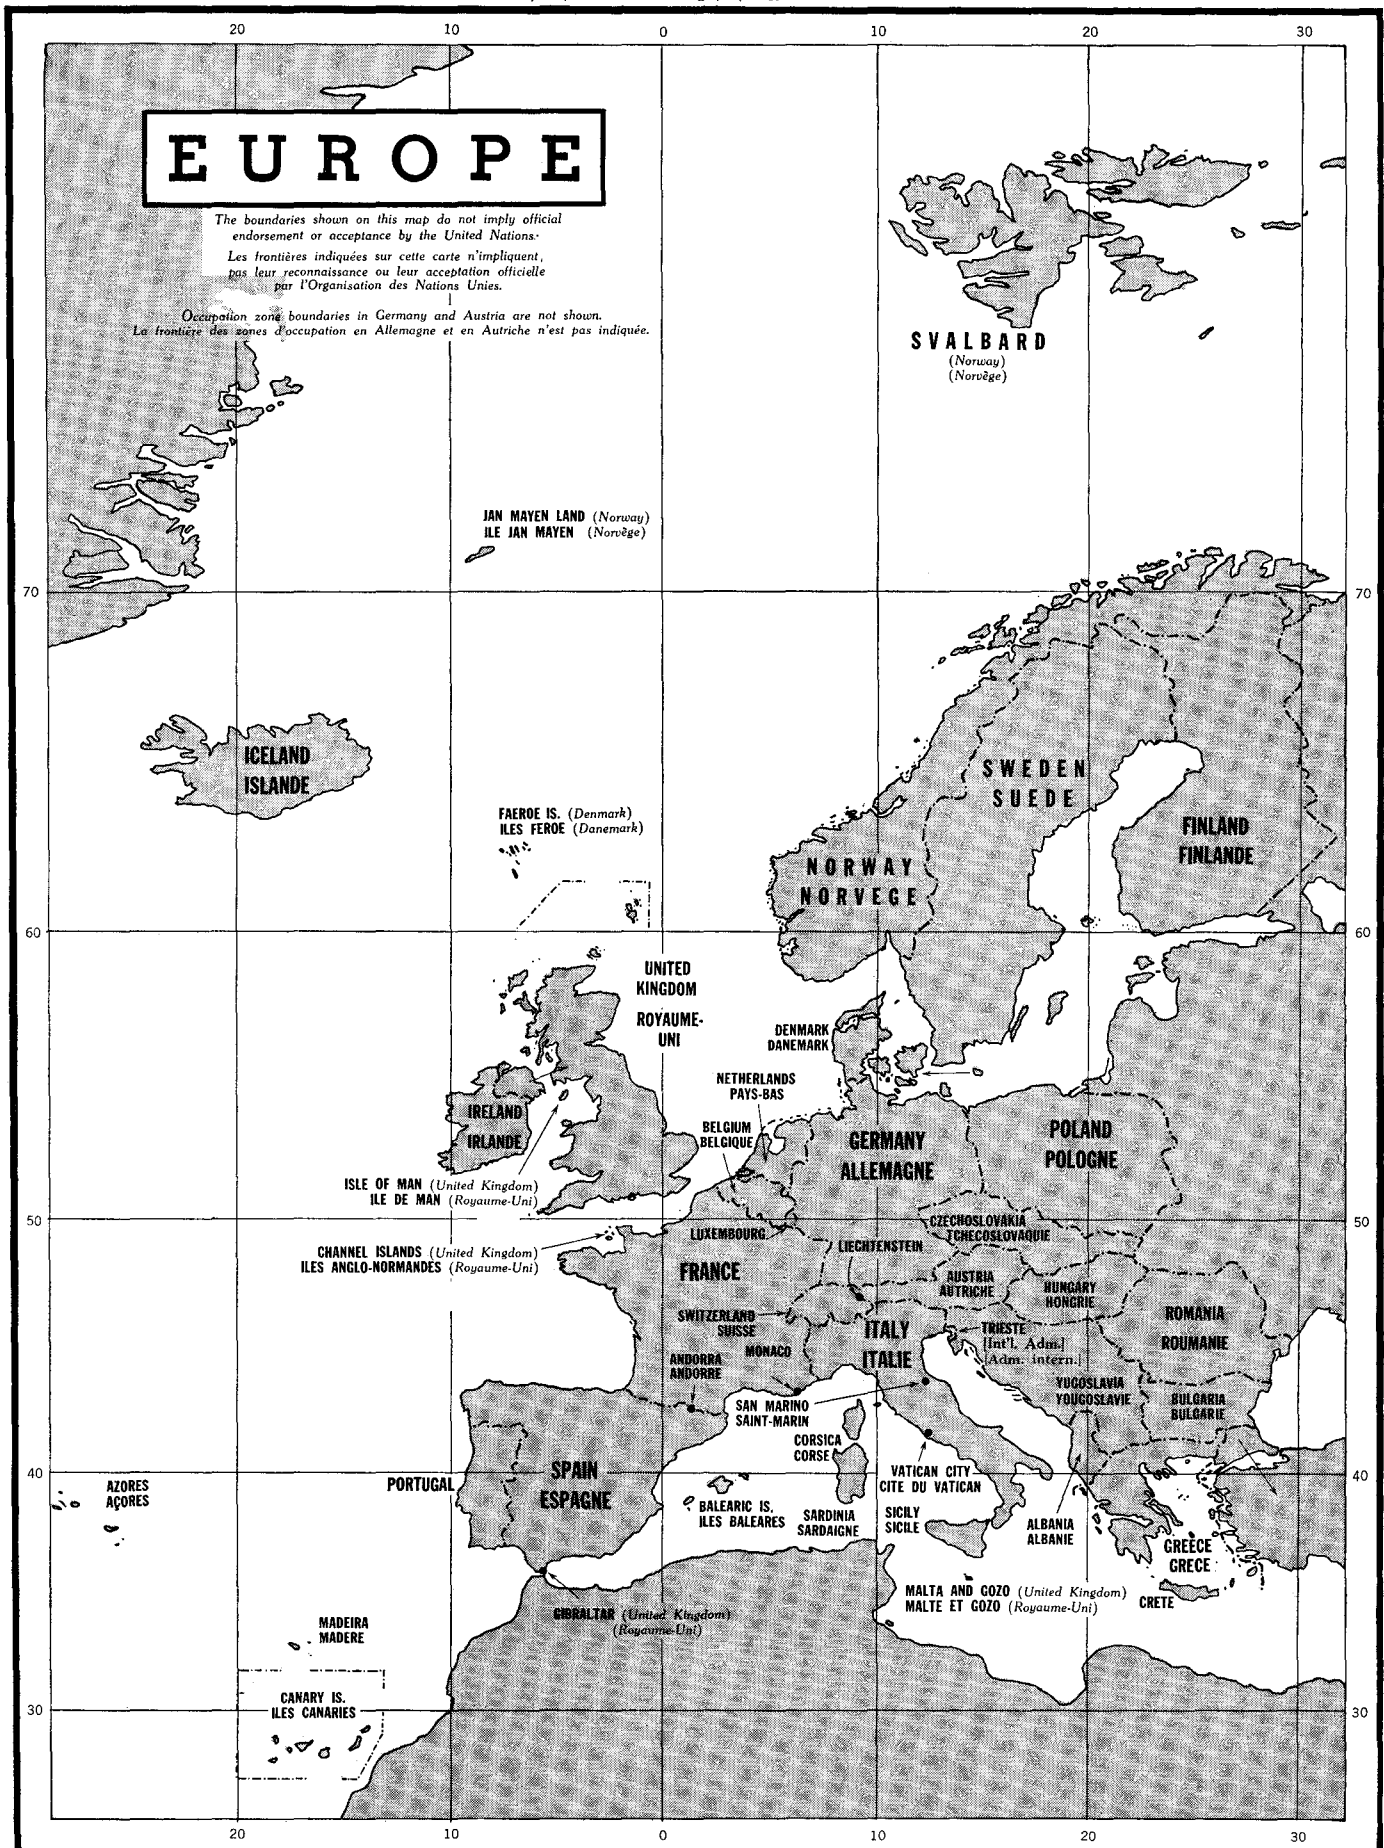 20 10 0 10 20 30
EUROPE
The boundaries shown on this map do not imply official
endorsement or acceptance by the United Nations.
Les frontières indiquées sur cette carte n'impliquent,
pas leur reconnaissance ou leur acceptation officielle
par l'Organisation des Nations Unies.
Occupation zone boundaries in Germany and Austria are not shown.
La frontière des zones d'occupation en Allemagne et en Autriche n'est pas indiquée.
SVALBARD
(Norway)
(Norvège)
JAN MAYEN LAND (Norway)
ILE JAN MAYEN (Norvège)
70 70
ICELAND
ISLANDE
SWEDEN
SUEDE
FAEROE IS. (Denmark)
ILES FEROE (Danemark)
FINLAND
FINLANDE
NORWAY
NORVEGE
60 60
UNITED
KINGDOM
ROYAUME-
UNI
DENMARK
DANEMARK
NETHERLANDS
PAYS-BAS
IRELAND
IRLANDE
BELGIUM
BELGIQUE
GERMANY
ALLEMAGNE
POLAND
POLOGNE
ISLE OF MAN (United Kingdom)
ILE DE MAN (Royaume-Uni)
50 50
CZECHOSLOVAKIA
TCHECOSLOVAQUIE
LUXEMBOURG
LIECHTENSTEIN
CHANNEL ISLANDS (United Kingdom)
ILES ANGLO-NORMANDES (Royaume-Uni)
FRANCE
AUSTRIA
AUTRICHE
HUNGARY
HONGRIE
ROMANIA
ROUMANIE
SWITZERLAND
SUISSE
ITALY
ITALIE
TRIESTE
[Int'l. Adm.]
[Adm. intern.]
MONACO
ANDORRA
ANDORRE
YUGOSLAVIA
YOUGOSLAVIE
BULGARIA
BULGARIE
SAN MARINO
SAINT-MARIN
CORSICA
CORSE
40 40
AZORES
AÇORES
PORTUGAL
SPAIN
ESPAGNE
VATICAN CITY
CITE DU VATICAN
BALEARIC IS.
ILES BALEARES
SARDINIA
SARDAIGNE
SICILY
SICILE
ALBANIA
ALBANIE
GREECE
GRECE
MALTA AND GOZO (United Kingdom)
MALTE ET GOZO (Royaume-Uni)
CRETE
GIBRALTAR (United Kingdom)
(Royaume-Uni)
MADEIRA
MADERE
CANARY IS.
ILES CANARIES
30 30
20 10 0 10 20 30